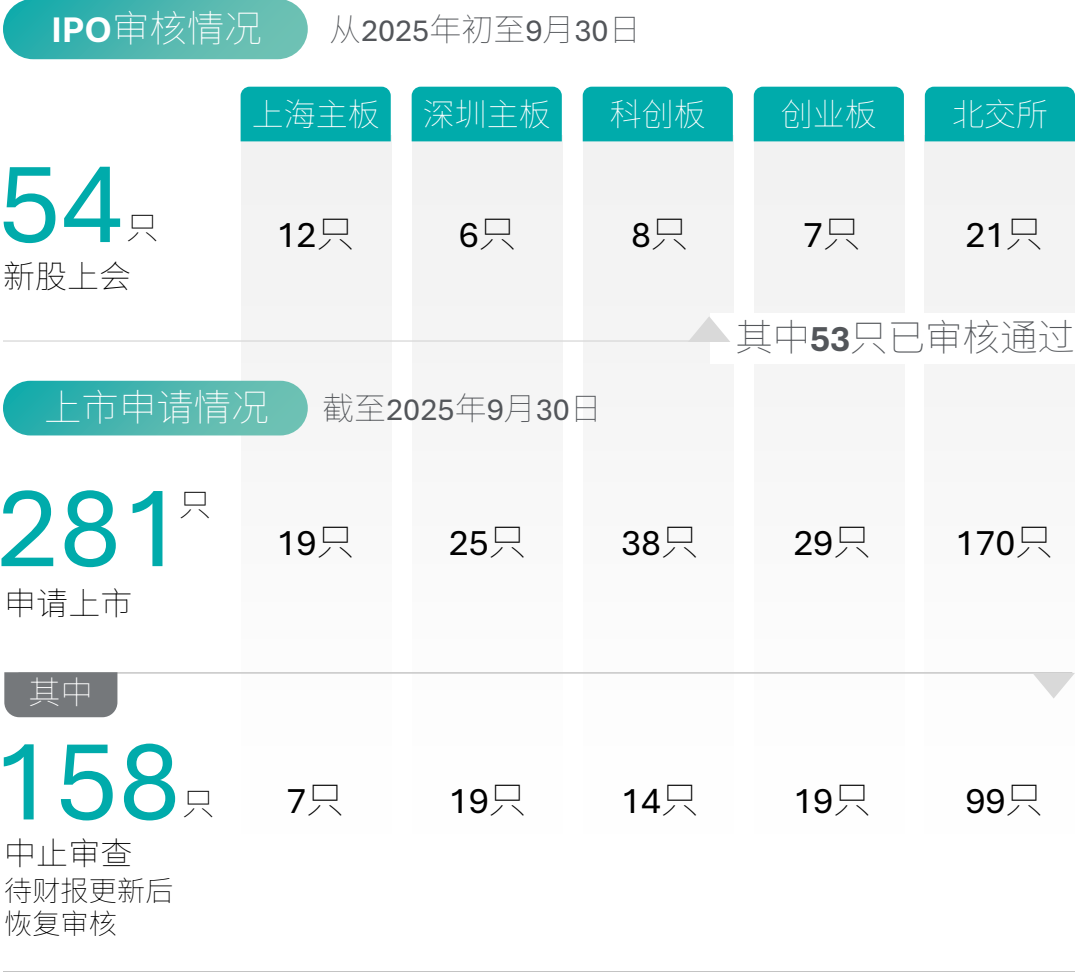 IPO审核情况 从2025年初至9月30日
上海主板 深圳主板 科创板 创业板 北交所
54只 12只 6只 8只 7只 21只
新股上会
其中53只已审核通过
上市申请情况 截至2025年9月30日
281只 19只 25只 38只 29只 170只
申请上市
其中
158只 7只 19只 14只 19只 99只
中止审查
待财报更新后
恢复审核